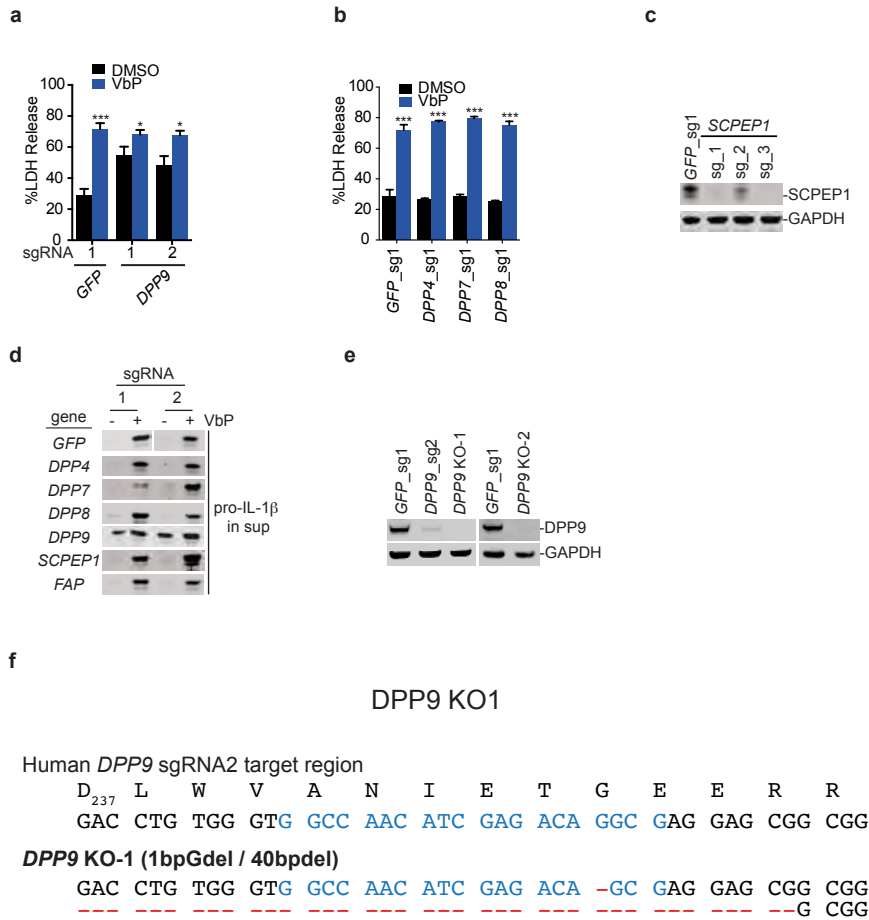 a
DMSO
VbP
%LDH Release
100
80
60
40
20
0
***
*
*
sgRNA 1 1 2
GFP DPP9
b
DMSO
VbP
%LDH Release
100
80
60
40
20
0
*** *** *** ***
GFP_sg1 DPP4_sg1 DPP7_sg1 DPP8_sg1
c
GFP_sg1
SCPEP1
sg_1 sg_2 sg_3
-SCPEP1
-GAPDH
d
sgRNA
1 2
gene - + - + VbP
GFP
DPP4
DPP7
DPP8
DPP9
SCPEP1
FAP
pro-IL-1β
in sup
e
GFP_sg1 DPP9_sg2 DPP9 KO-1 GFP_sg1 DPP9 KO-2
-DPP9
-GAPDH
f
DPP9 KO1
Human DPP9 sgRNA2 target region
D237 L W V A N I E T G E E R R
GAC CTG TGG GTG GCC AAC ATC GAG ACA GGC GAG GAG CGG CGG
DPP9 KO-1 (1bpGdel / 40bpdel)
GAC CTG TGG GTG GCC AAC ATC GAG ACA -GC GAG GAG CGG CGG
--- --- --- --- --- --- --- --- --- --- --- --- --G CGG